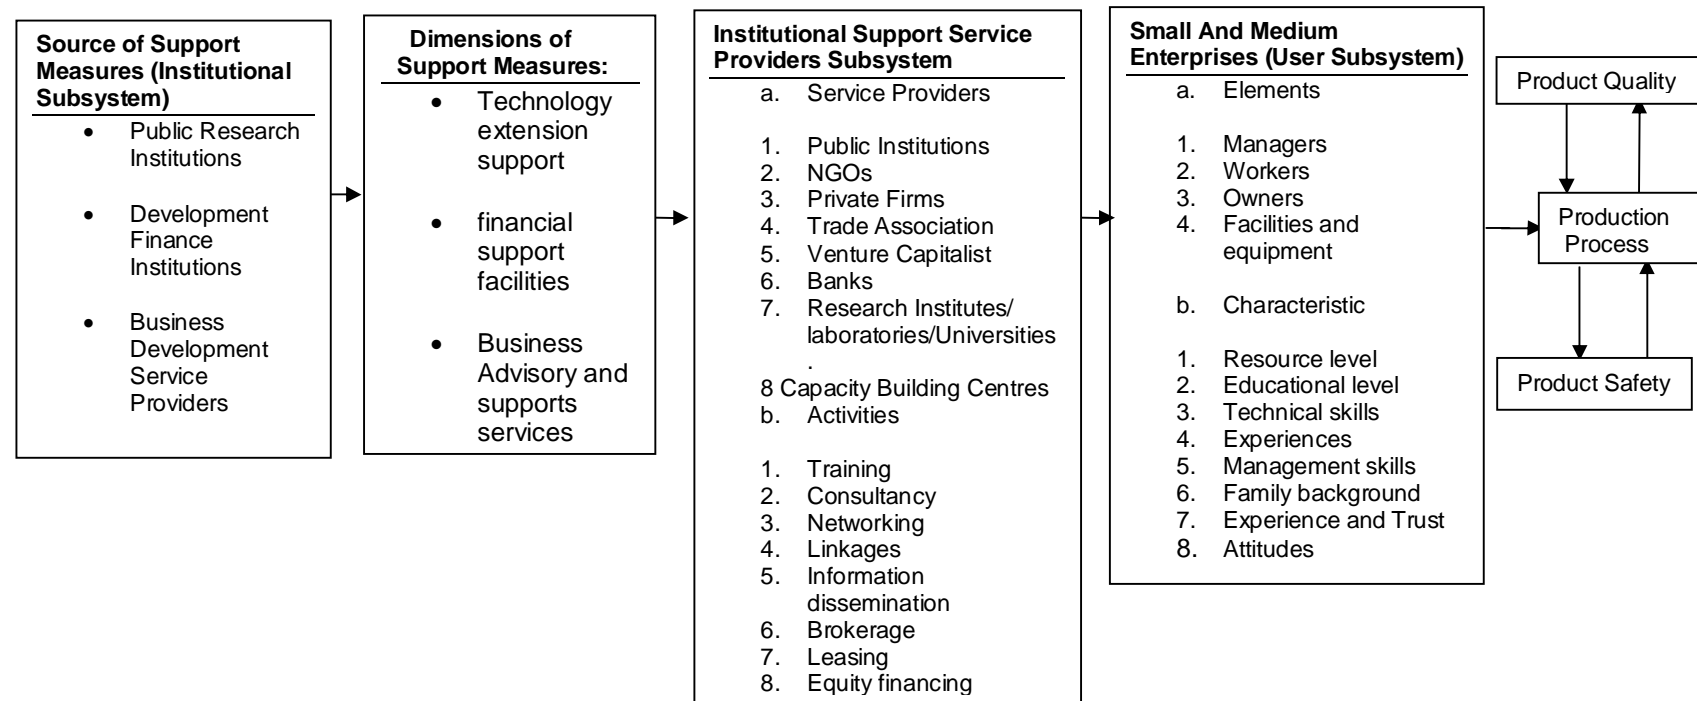 Source of Support
Measures (Institutional
Subsystem)
• Public Research
Institutions
• Development
Finance
Institutions
• Business
Development
Service
Providers
Dimensions of
Support Measures:
• Technology
extension
support
• financial
support
facilities
• Business
Advisory and
supports
services
Institutional Support Service
Providers Subsystem
a. Service Providers
1. Public Institutions
2. NGOs
3. Private Firms
4. Trade Association
5. Venture Capitalist
6. Banks
7. Research Institutes/
laboratories/Universities
.
8 Capacity Building Centres
b. Activities
1. Training
2. Consultancy
3. Networking
4. Linkages
5. Information
dissemination
6. Brokerage
7. Leasing
8. Equity financing
Small And Medium
Enterprises (User Subsystem)
a. Elements
1. Managers
2. Workers
3. Owners
4. Facilities and
equipment
b. Characteristic
1. Resource level
2. Educational level
3. Technical skills
4. Experiences
5. Management skills
6. Family background
7. Experience and Trust
8. Attitudes
Product Quality
Production
Process
Product Safety